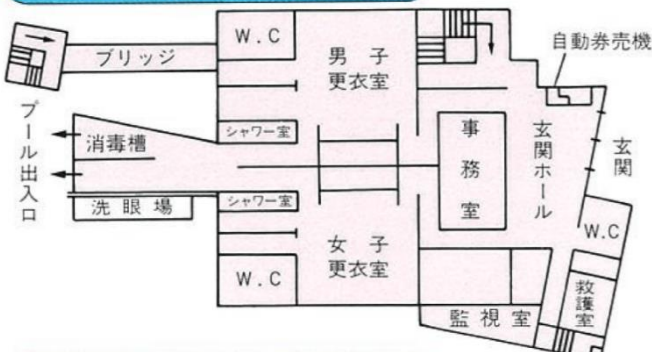 自動券売機
W.C
男子
更衣室
ブリッジ
プール出入口
消毒槽
シャワー室
事務室
玄関ホール
玄関
シャワー室
洗眼場
W.C
女子
更衣室
W.C
救護室
監視室